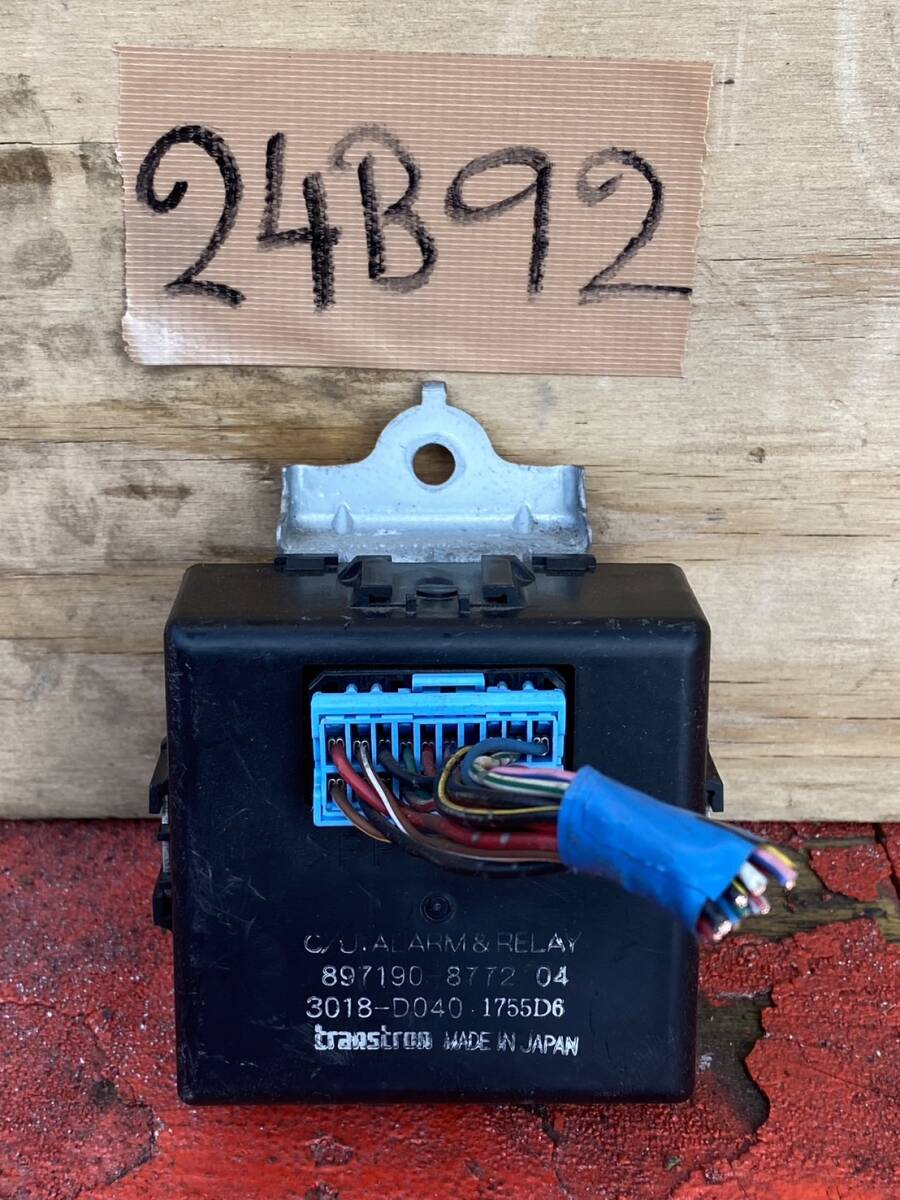 24B92
C/U: ALARM & RELAY
897190-8772 04
3018-D040 1755D6
transtron MADE IN JAPAN